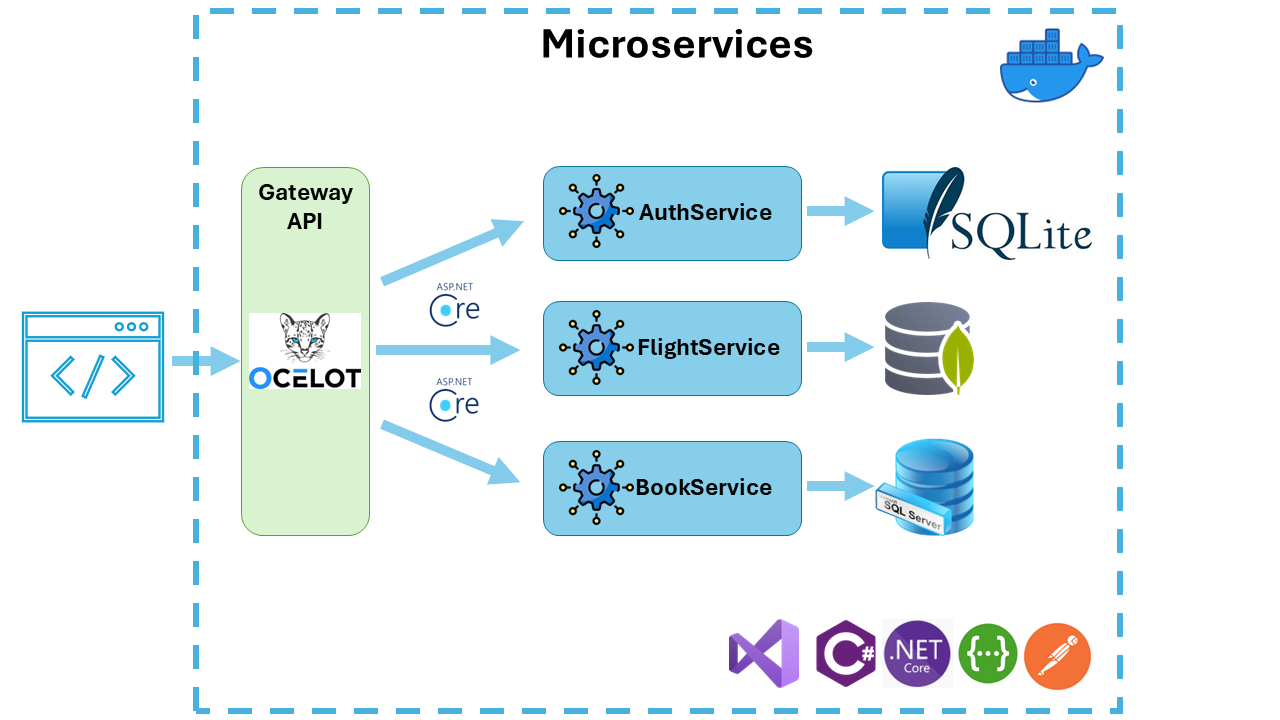 Microservices
Gateway
API
OCELOT
ASP.NET
Core
ASP.NET
Core
AuthService
FlightService
BookService
SQLite
SQL Server
</>
C#
.NET
Core
{...}